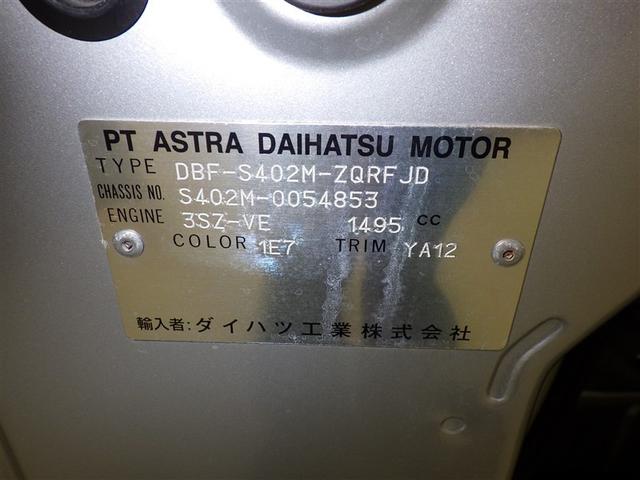 PT ASTRA DAIHATSU MOTOR
TYPE DBF-S402M-ZQRFJD
CHASSIS NO. S402M-0054853
ENGINE 3SZ-VE 1495 CC
COLOR 1E7 TRIM YA12
輸入者:ダイハツ工業株式会社